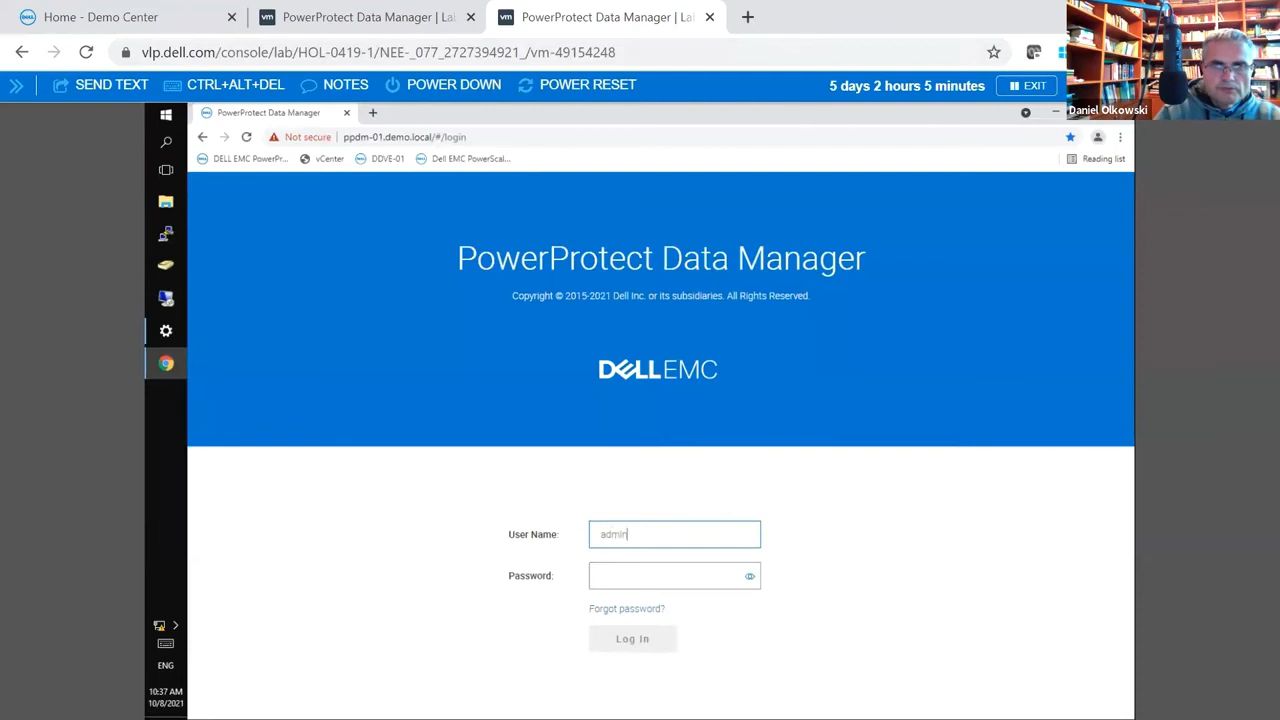 Home - Demo Center
PowerProtect Data Manager | La
PowerProtect Data Manager | La
vlp.dell.com/console/lab/HOL-0419-1/NEE-_077_2727394921_/vm-49154248
SEND TEXT
CTRL+ALT+DEL
NOTES
POWER DOWN
POWER RESET
5 days 2 hours 5 minutes
EXIT
Daniel Olkowski
PowerProtect Data Manager
Not secure
ppdm-01.demo.local/#/login
DELL EMC PowerPr...
vCenter
DDVE-01
Dell EMC PowerScal...
Reading list
PowerProtect Data Manager
Copyright © 2015-2021 Dell Inc. or its subsidiaries. All Rights Reserved.
DELLEMC
User Name:
admin
Password:
Forgot password?
Log In
ENG
10:37 AM
10/8/2021